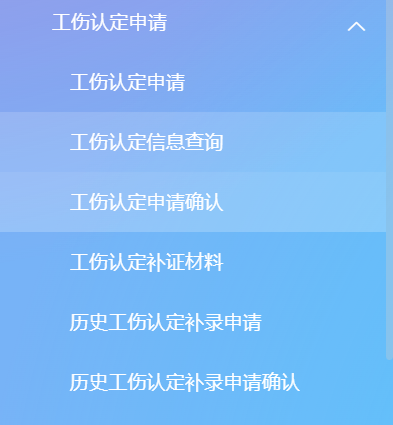 工伤认定申请
工伤认定申请
工伤认定信息查询
工伤认定申请确认
工伤认定补证材料
历史工伤认定补录申请
历史工伤认定补录申请确认